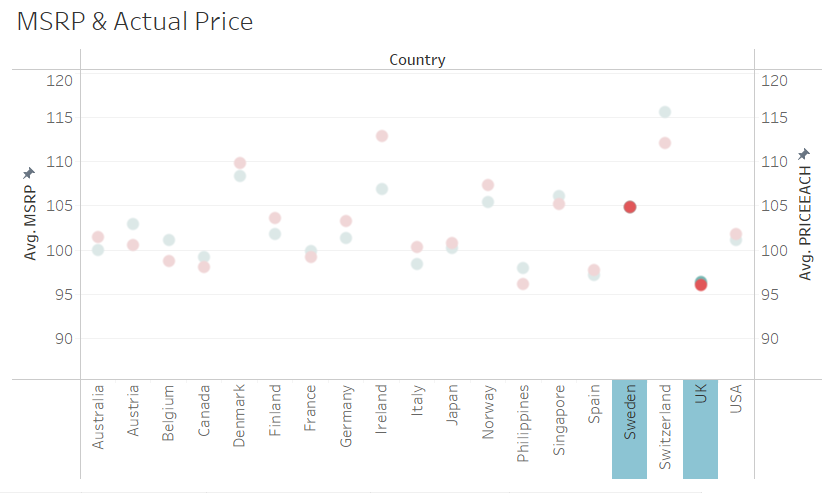 MSRP & Actual Price
Country
120
115
110
105
100
95
90
Avg. MSRP
120
115
110
105
100
95
90
Avg. PRICEEACH
Australia
Austria
Belgium
Canada
Denmark
Finland
France
Germany
Ireland
Italy
Japan
Norway
Philippines
Singapore
Spain
Sweden
Switzerland
UK
USA